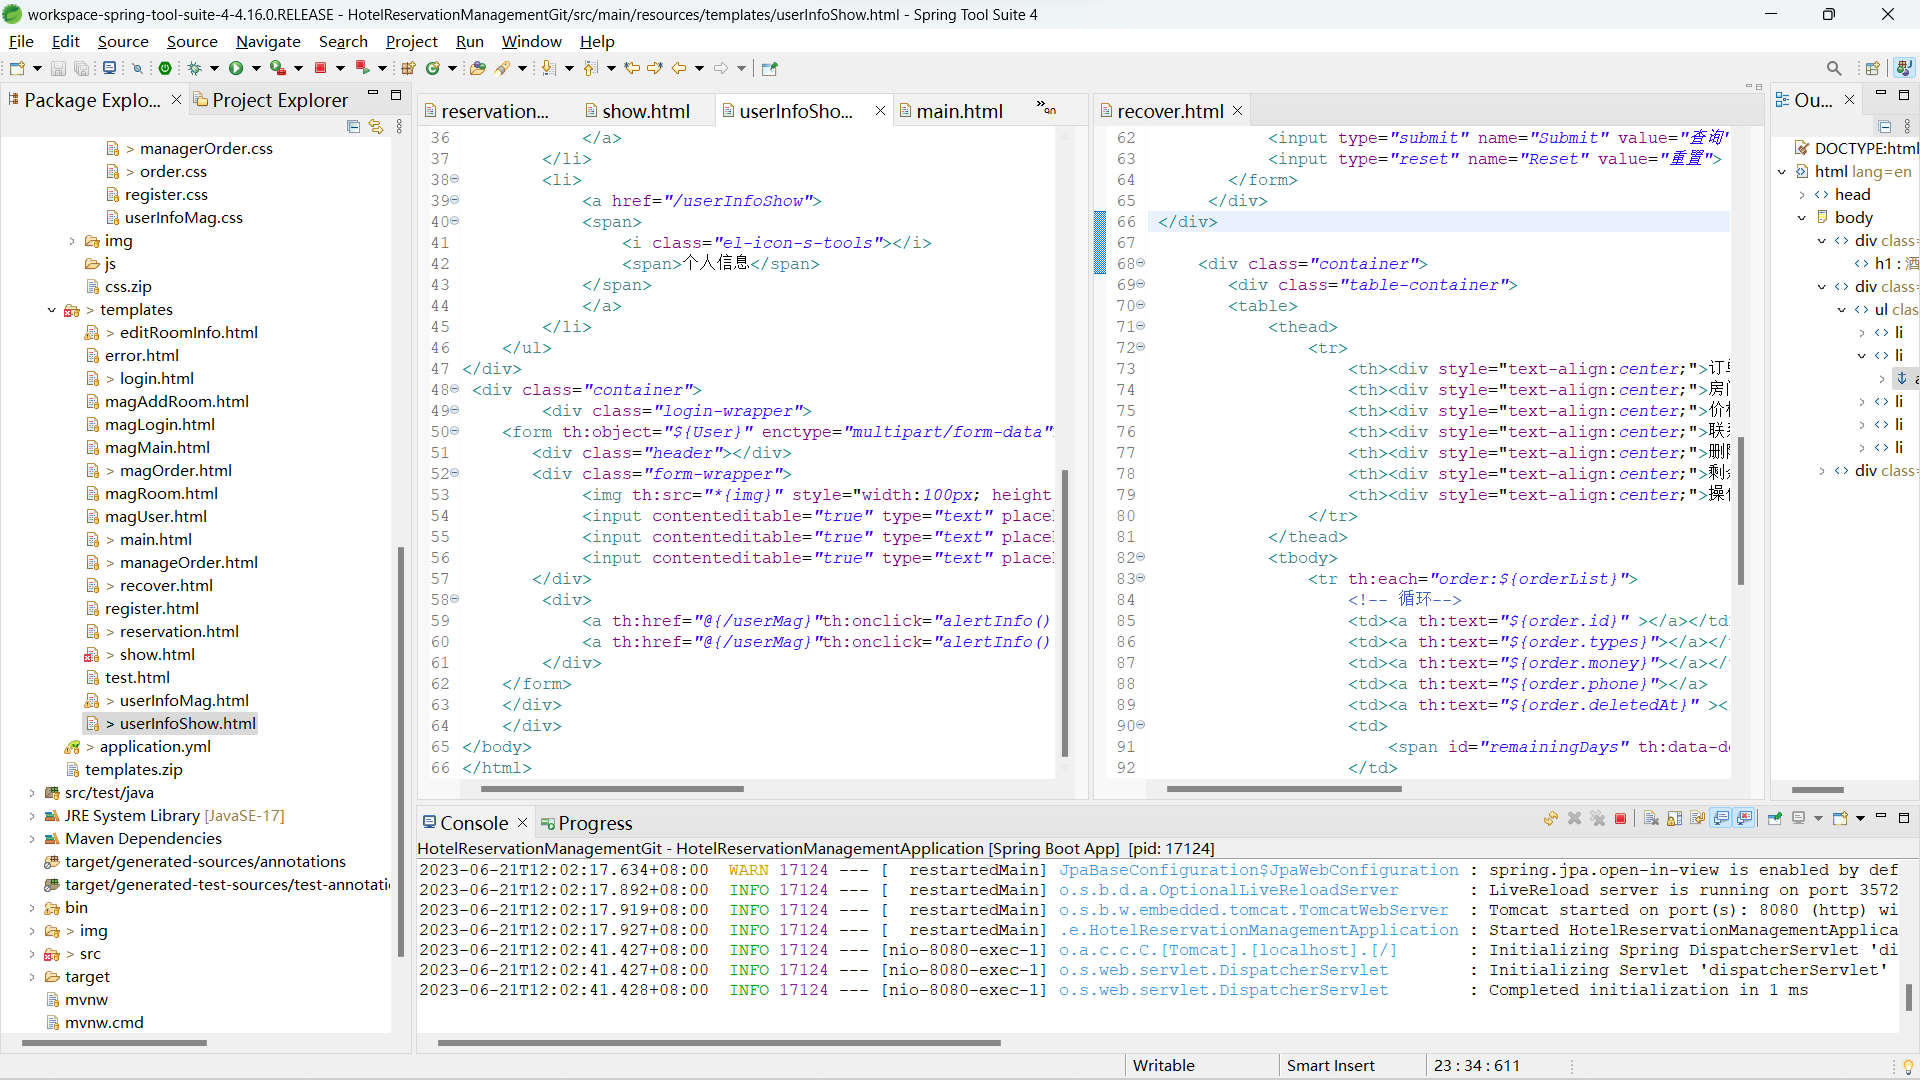 workspace-spring-tool-suite-4-4.16.0.RELEASE - HotelReservationManagementGit/src/main/resources/templates/userInfoShow.html - Spring Tool Suite 4
File Edit Source Source Navigate Search Project Run Window Help
Package Explo... Project Explorer
> managerOrder.css
> order.css
register.css
userInfoMag.css
img
js
css.zip
> templates
> editRoomInfo.html
error.html
> login.html
magAddRoom.html
magLogin.html
magMain.html
> magOrder.html
magRoom.html
magUser.html
> main.html
> manageOrder.html
> recover.html
register.html
> reservation.html
> show.html
test.html
> userInfoMag.html
> userInfoShow.html
> application.yml
templates.zip
src/test/java
JRE System Library [JavaSE-17]
Maven Dependencies
target/generated-sources/annotations
target/generated-test-sources/test-annotati
bin
> img
> src
target
mvnw
mvnw.cmd
reservation... show.html userInfoSho... main.html
36 </a>
37 </li>
38 <li>
39 <a href="/userInfoShow">
40 <span>
41 <i class="el-icon-s-tools"></i>
42 <span>个人信息</span>
43 </span>
44 </a>
45 </li>
46 </ul>
47 </div>
48 <div class="container">
49 <div class="login-wrapper">
50 <form th:object="${User}" enctype="multipart/form-data"
51 <div class="header"></div>
52 <div class="form-wrapper">
53 <img th:src="*{img}" style="width:100px; height
54 <input contenteditable="true" type="text" place
55 <input contenteditable="true" type="text" place
56 <input contenteditable="true" type="text" place
57 </div>
58 <div>
59 <a th:href="@{/userMag}"th:onclick="alertInfo()
60 <a th:href="@{/userMag}"th:onclick="alertInfo()
61 </div>
62 </form>
63 </div>
64 </div>
65 </body>
66 </html>
recover.html
62 <input type="submit" name="Submit" value="查询"
63 <input type="reset" name="Reset" value="重置">
64 </form>
65 </div>
66 </div>
67
68 <div class="container">
69 <div class="table-container">
70 <table>
71 <thead>
72 <tr>
73 <th><div style="text-align:center;">订
74 <th><div style="text-align:center;">房
75 <th><div style="text-align:center;">价
76 <th><div style="text-align:center;">联
77 <th><div style="text-align:center;">删
78 <th><div style="text-align:center;">剩
79 <th><div style="text-align:center;">操
80 </tr>
81 </thead>
82 <tbody>
83 <tr th:each="order:${orderList}">
84 <!-- 循环-->
85 <td><a th:text="${order.id}" ></a></td
86 <td><a th:text="${order.types}"></a></
87 <td><a th:text="${order.money}"></a></
88 <td><a th:text="${order.phone}"></a>
89 <td><a th:text="${order.deletedAt}" ><
90 <td>
91 <span id="remainingDays" th:data-d
92 </td>
Ou...
DOCTYPE:html
html lang=en
head
body
div class=
h1 : 酒
div class=
ul clas
li
li
a
li
li
li
div class=
Console Progress
HotelReservationManagementGit - HotelReservationManagementApplication [Spring Boot App] [pid: 17124]
2023-06-21T12:02:17.634+08:00 WARN 17124 --- [ restartedMain] JpaBaseConfiguration$JpaWebConfiguration : spring.jpa.open-in-view is enabled by def
2023-06-21T12:02:17.892+08:00 INFO 17124 --- [ restartedMain] o.s.b.d.a.OptionalLiveReloadServer : LiveReload server is running on port 3572
2023-06-21T12:02:17.919+08:00 INFO 17124 --- [ restartedMain] o.s.b.w.embedded.tomcat.TomcatWebServer : Tomcat started on port(s): 8080 (http) wi
2023-06-21T12:02:17.927+08:00 INFO 17124 --- [ restartedMain] .e.HotelReservationManagementApplication : Started HotelReservationManagementApplica
2023-06-21T12:02:41.427+08:00 INFO 17124 --- [nio-8080-exec-1] o.a.c.c.C.[Tomcat].[localhost].[/] : Initializing Spring DispatcherServlet 'di
2023-06-21T12:02:41.427+08:00 INFO 17124 --- [nio-8080-exec-1] o.s.web.servlet.DispatcherServlet : Initializing Servlet 'dispatcherServlet'
2023-06-21T12:02:41.428+08:00 INFO 17124 --- [nio-8080-exec-1] o.s.web.servlet.DispatcherServlet : Completed initialization in 1 ms
Writable Smart Insert 23 : 34 : 611